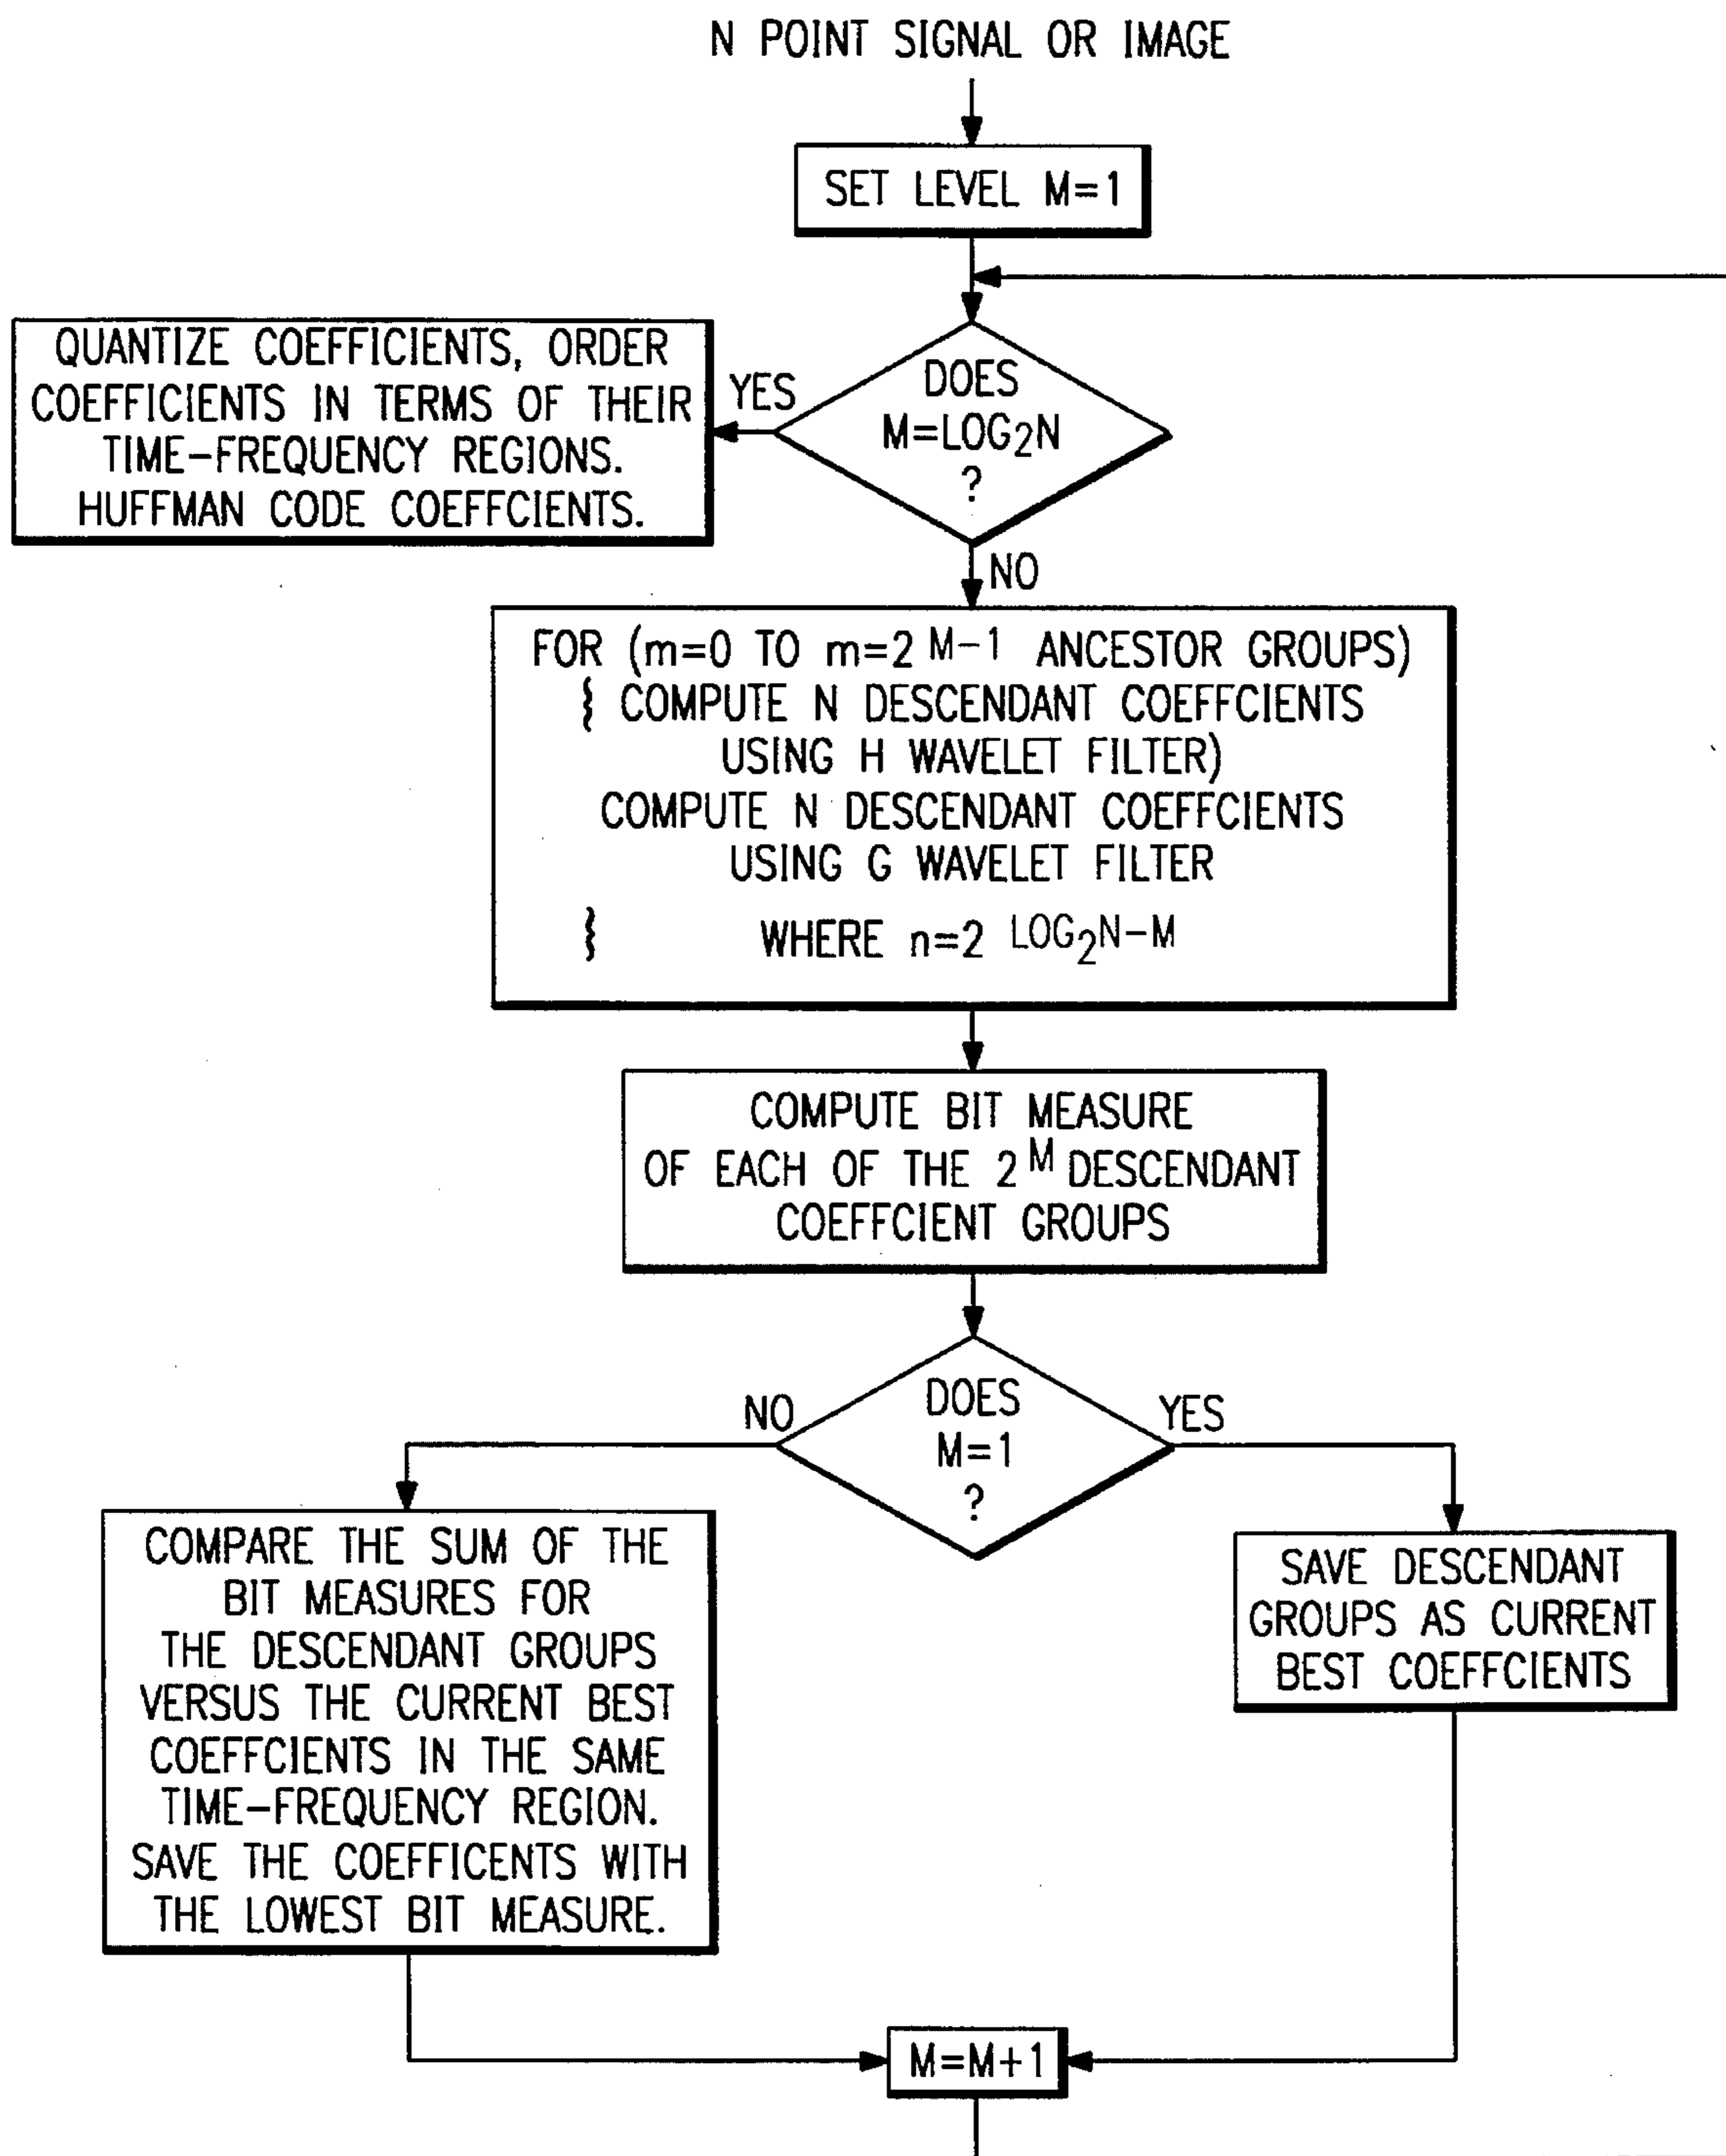 N POINT SIGNAL OR IMAGE
SET LEVEL M=1
DOES
M=LOG₂N
?
YES
QUANTIZE COEFFICIENTS, ORDER
COEFFICIENTS IN TERMS OF THEIR
TIME-FREQUENCY REGIONS.
HUFFMAN CODE COEFFCIENTS.
NO
FOR (m=0 TO m=2 ᴹ⁻¹ ANCESTOR GROUPS)
{ COMPUTE N DESCENDANT COEFFCIENTS
USING H WAVELET FILTER)
COMPUTE N DESCENDANT COEFFCIENTS
USING G WAVELET FILTER
} WHERE n=2 ^LOG₂N-M
COMPUTE BIT MEASURE
OF EACH OF THE 2 ᴹ DESCENDANT
COEFFCIENT GROUPS
DOES
M=1
?
NO
YES
COMPARE THE SUM OF THE
BIT MEASURES FOR
THE DESCENDANT GROUPS
VERSUS THE CURRENT BEST
COEFFCIENTS IN THE SAME
TIME-FREQUENCY REGION.
SAVE THE COEFFICENTS WITH
THE LOWEST BIT MEASURE.
SAVE DESCENDANT
GROUPS AS CURRENT
BEST COEFFCIENTS
M=M+1